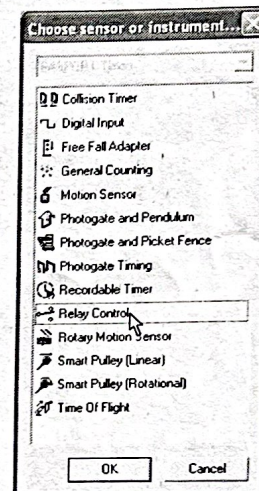 Choose sensor or instrument...
Collision Timer
Digital Input
Free Fall Adapter
General Counting
Motion Sensor
Photogate and Pendulum
Photogate and Picket Fence
Photogate Timing
Recordable Timer
Relay Control
Rotary Motion Sensor
Smart Pulley (Linear)
Smart Pulley (Rotational)
Time Of Flight
OK
Cancel